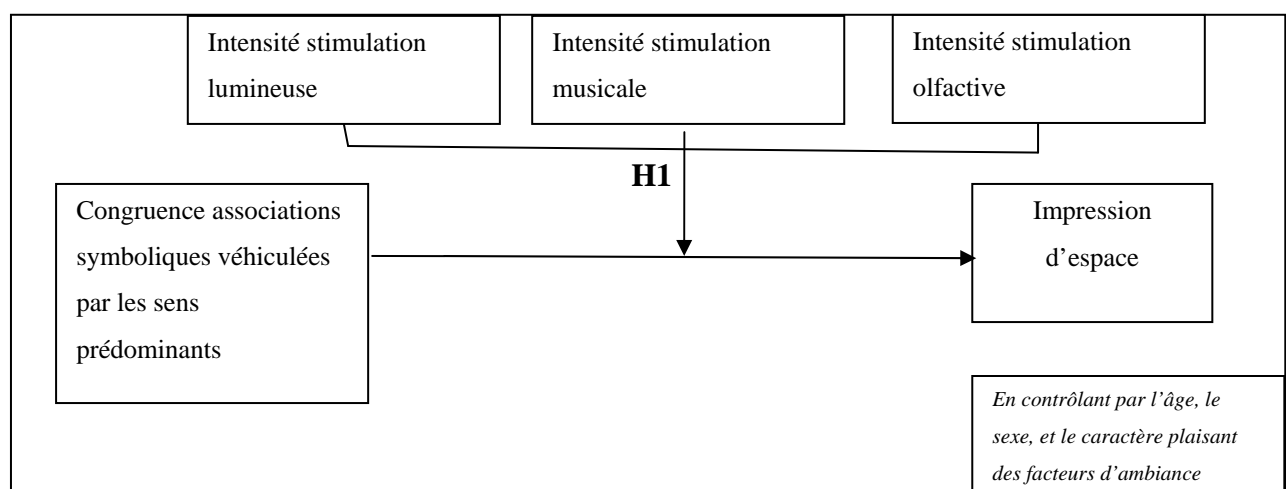 Intensité stimulation
lumineuse
Intensité stimulation
musicale
Intensité stimulation
olfactive
H1
Congruence associations
symboliques véhiculées
par les sens
prédominants
Impression
d'espace
En contrôlant par l'âge, le
sexe, et le caractère plaisant
des facteurs d'ambiance